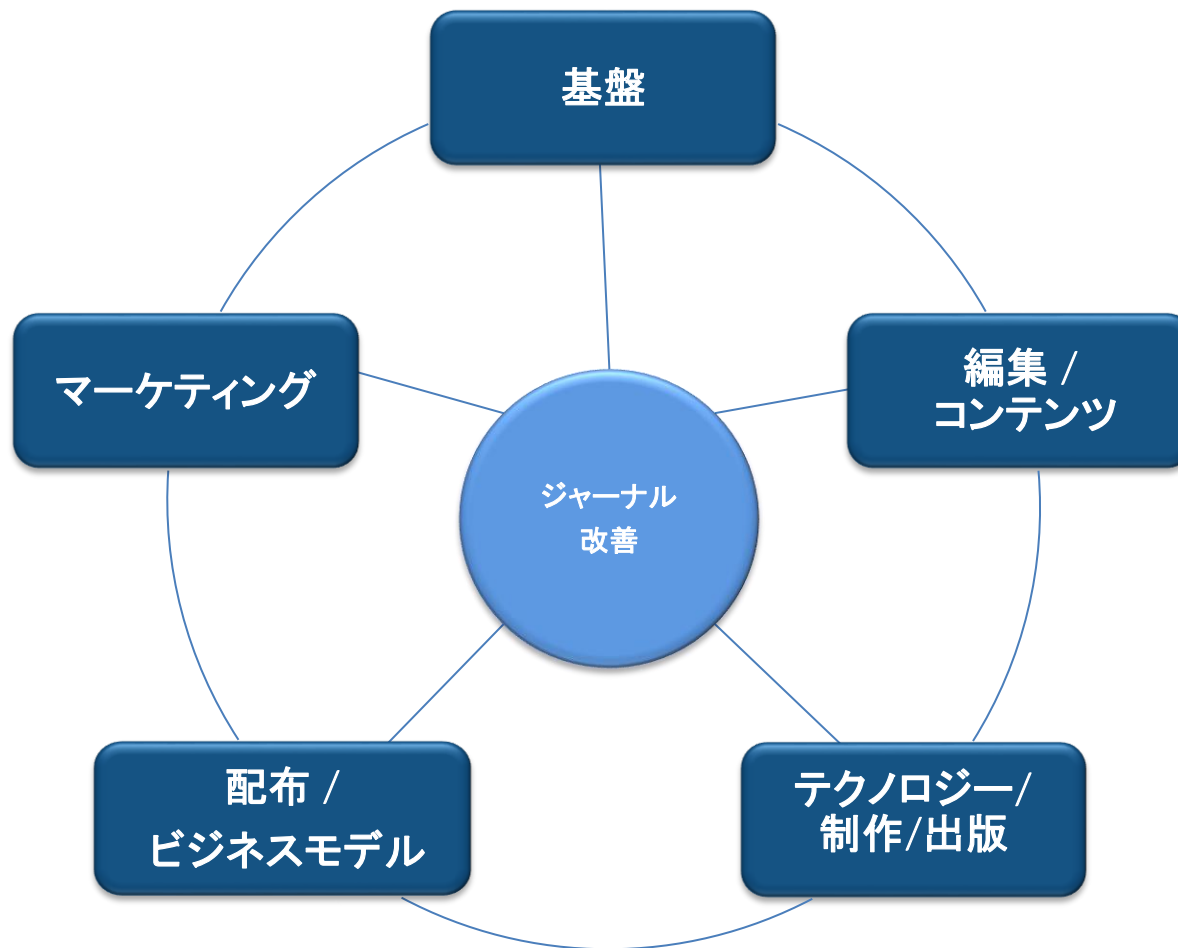 基盤
マーケティング
編集 /
コンテンツ
ジャーナル
改善
配布 /
ビジネスモデル
テクノロジー/
制作/出版